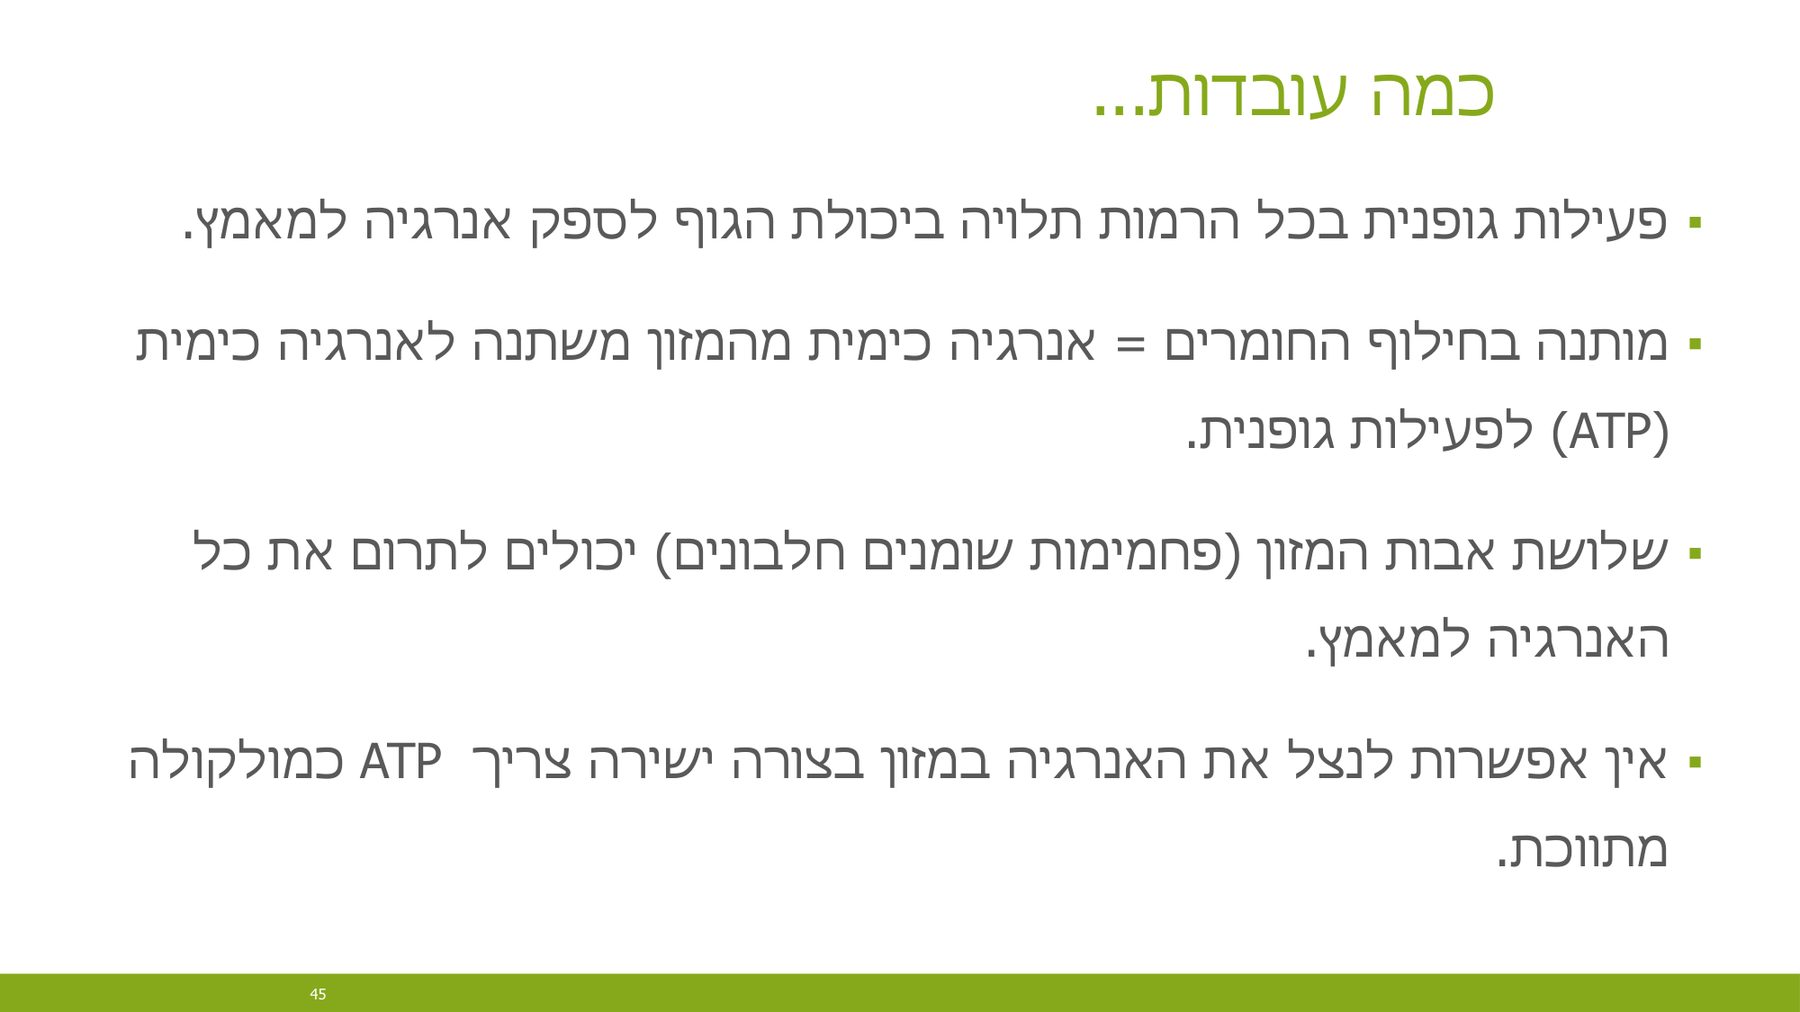 כמה עובדות...
▪ פעילות גופנית בכל הרמות תלויה ביכולת הגוף לספק אנרגיה למאמץ.
▪ מותנה בחילוף החומרים = אנרגיה כימית מהמזון משתנה לאנרגיה כימית
(ATP) לפעילות גופנית.
▪ שלושת אבות המזון (פחמימות שומנים חלבונים) יכולים לתרום את כל
האנרגיה למאמץ.
▪ אין אפשרות לנצל את האנרגיה במזון בצורה ישירה צריך ATP כמולקולה
מתווכת.
45